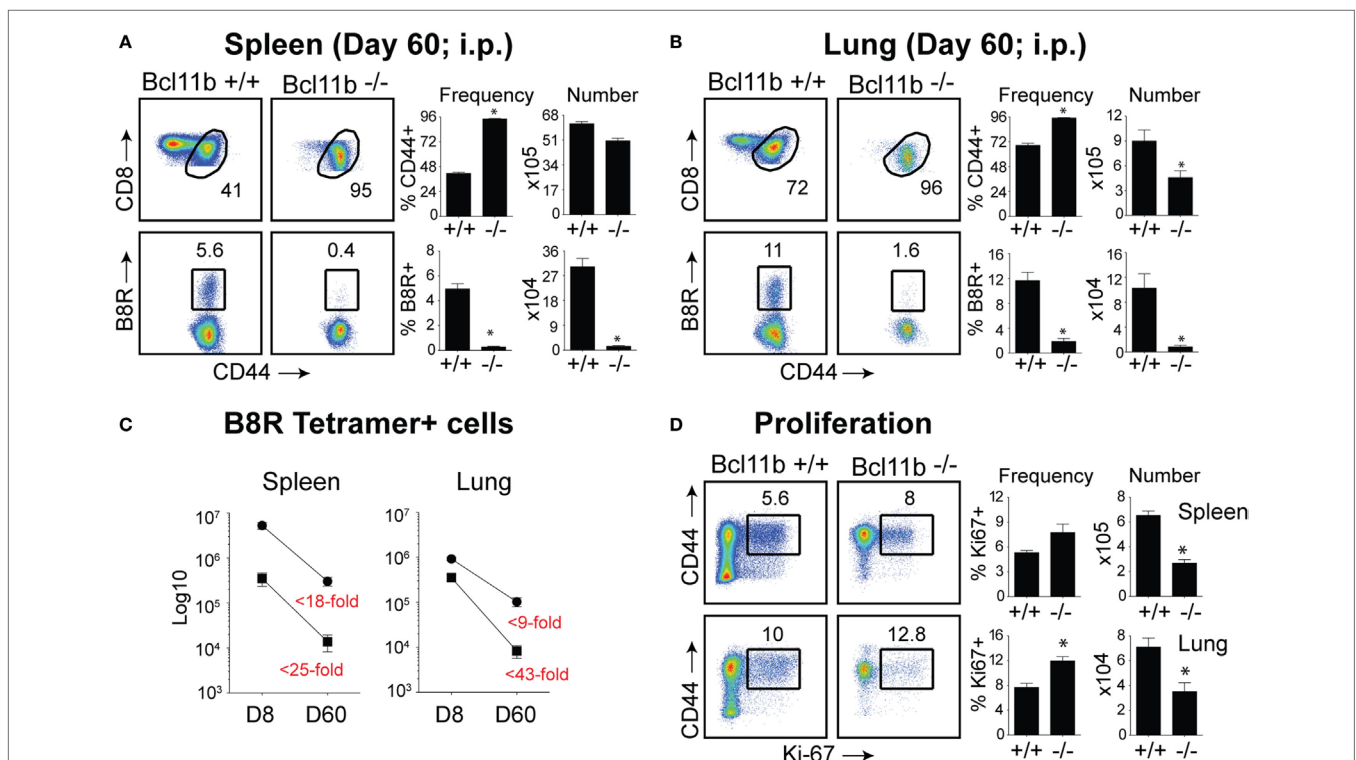 A Spleen (Day 60; i.p.)
Bcl11b +/+ Bcl11b -/- Frequency Number
CD8 → 41 95
% CD44+ 96 72 48 24 0 * +/+ -/-
x105 68 51 34 17 0 +/+ -/-
B8R → 5.6 0.4
CD44 →
% B8R+ 8 6 4 2 0 * +/+ -/-
x104 36 27 18 9 0 * +/+ -/-
B Lung (Day 60; i.p.)
Bcl11b +/+ Bcl11b -/- Frequency Number
CD8 → 72 96
% CD44+ 96 72 48 24 0 * +/+ -/-
x105 12 9 6 3 0 * +/+ -/-
B8R → 11 1.6
CD44 →
% B8R+ 16 12 8 4 0 * +/+ -/-
x104 16 12 8 4 0 * +/+ -/-
C B8R Tetramer+ cells
Spleen Lung
Log10
10⁷ 10⁶ 10⁵ 10⁴ 10³
<18-fold
<25-fold
D8 D60
10⁷ 10⁶ 10⁵ 10⁴ 10³
<9-fold
<43-fold
D8 D60
D Proliferation
Bcl11b +/+ Bcl11b -/- Frequency Number
CD44 → 5.6 8
% Ki67+ 12 9 6 3 0 +/+ -/-
x105 8 6 4 2 0 * +/+ -/-
Spleen
CD44 → 10 12.8
Ki-67 →
% Ki67+ 16 12 8 4 0 * +/+ -/-
x104 8 6 4 2 0 * +/+ -/-
Lung